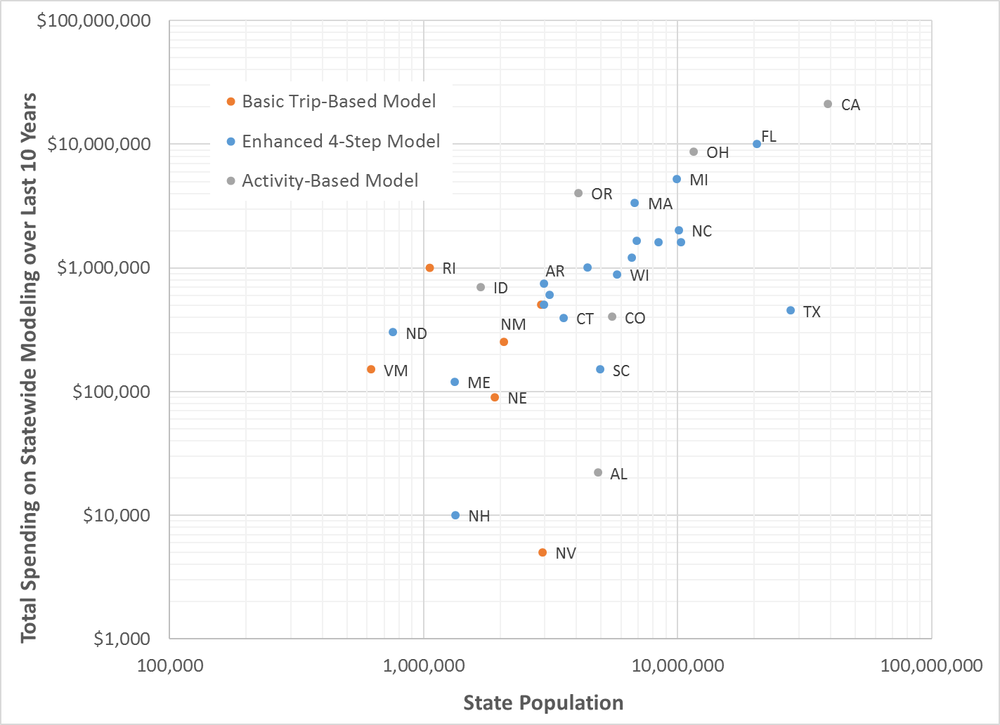 $100,000,000
$10,000,000
$1,000,000
$100,000
$10,000
$1,000
Total Spending on Statewide Modeling over Last 10 Years
Basic Trip-Based Model
Enhanced 4-Step Model
Activity-Based Model
CA
FL
OH
MI
OR
MA
NC
RI
AR
WI
ID
TX
CT
CO
NM
ND
VM
SC
ME
NE
AL
NH
NV
100,000
1,000,000
10,000,000
100,000,000
State Population